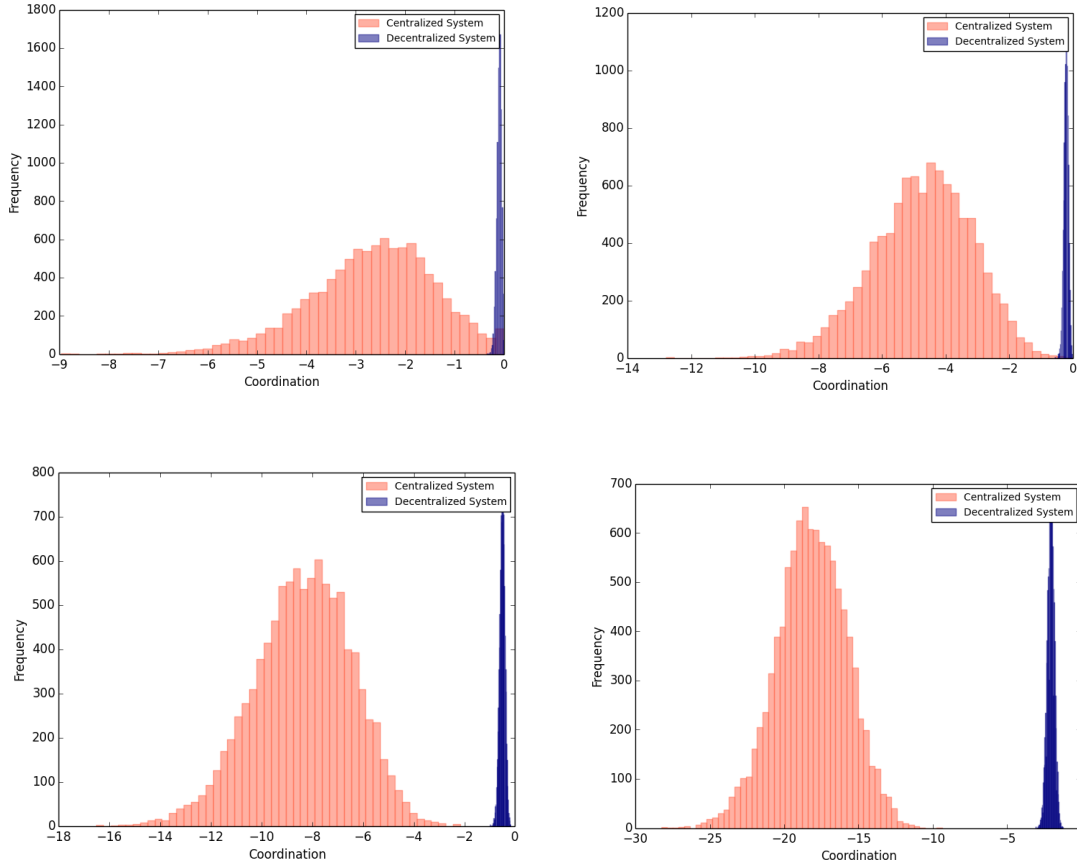 1800
1600
1400
1200
1000
800
600
400
200
0
Frequency
Centralized System
Decentralized System
−9 −8 −7 −6 −5 −4 −3 −2 −1 0
Coordination
1200
1000
800
600
400
200
0
Frequency
Centralized System
Decentralized System
−14 −12 −10 −8 −6 −4 −2 0
Coordination
800
700
600
500
400
300
200
100
0
Frequency
Centralized System
Decentralized System
−18 −16 −14 −12 −10 −8 −6 −4 −2 0
Coordination
700
600
500
400
300
200
100
0
Frequency
Centralized System
Decentralized System
−30 −25 −20 −15 −10 −5
Coordination